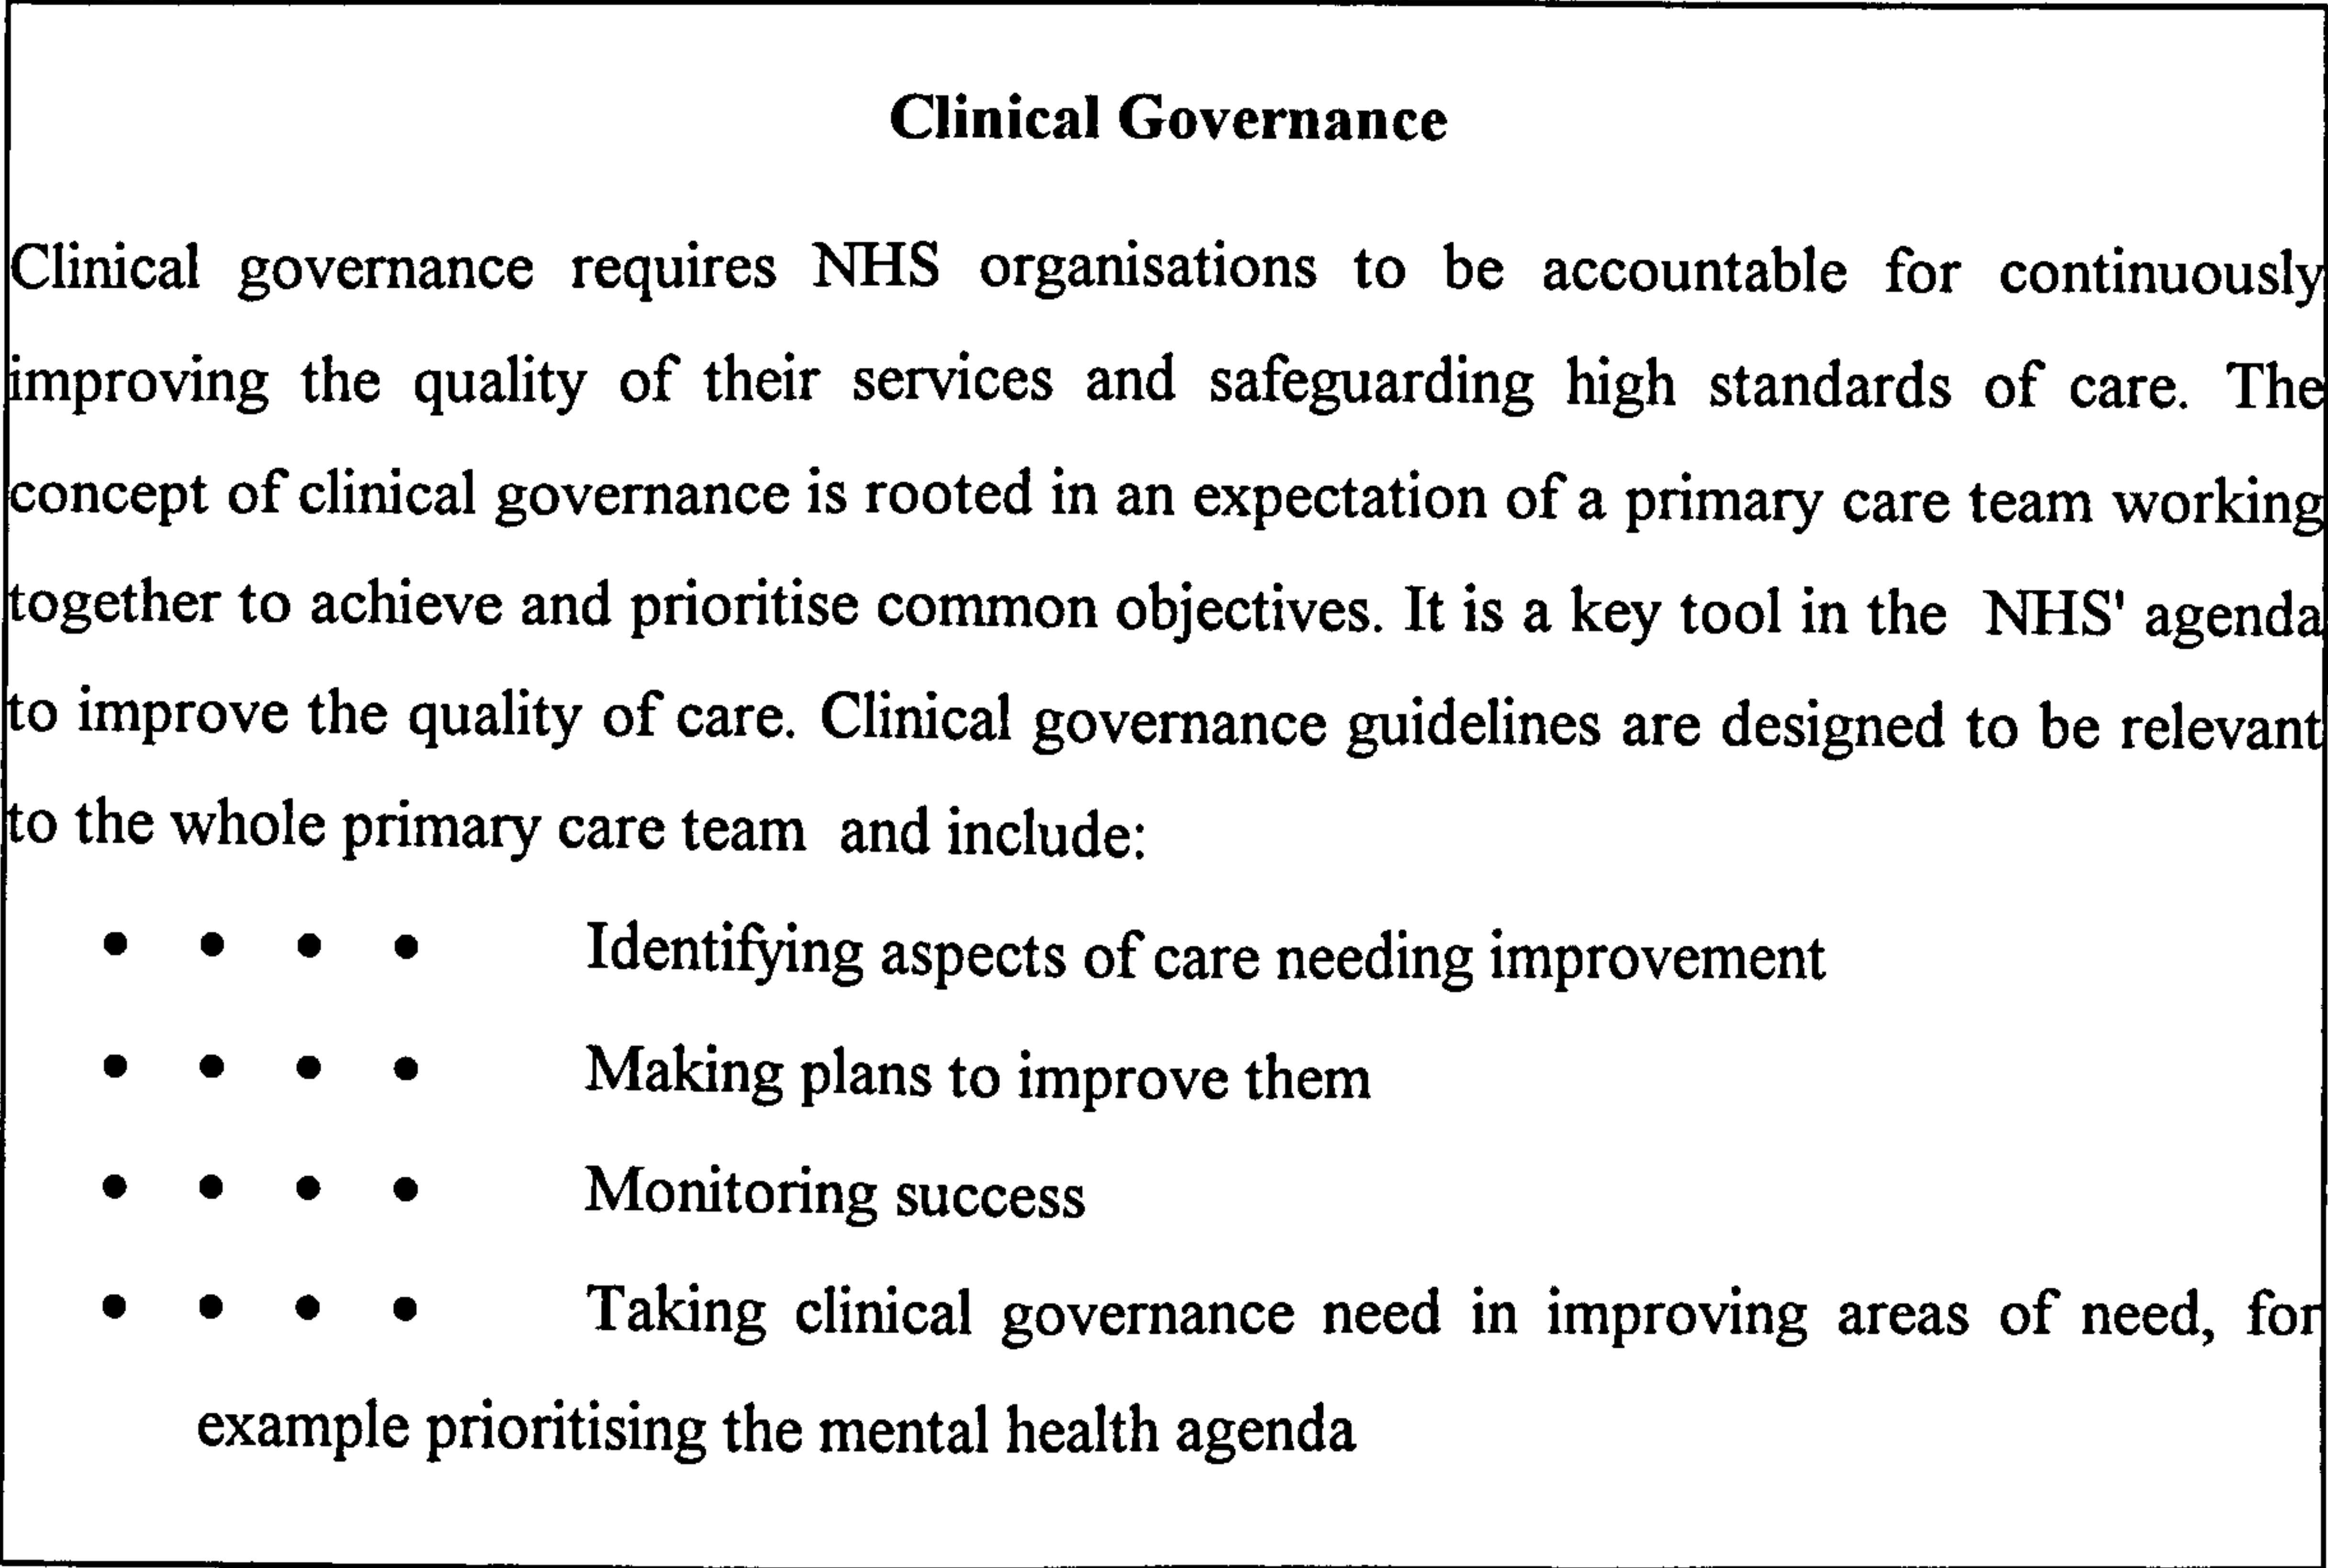 Clinical Governance
Clinical governance requires NHS organisations to be accountable for continuously
improving the quality of their services and safeguarding high standards of care. The
concept of clinical governance is rooted in an expectation of a primary care team working
together to achieve and prioritise common objectives. It is a key tool in the NHS' agenda
to improve the quality of care. Clinical governance guidelines are designed to be relevant
to the whole primary care team and include:
• • • • Identifying aspects of care needing improvement
• • • • Making plans to improve them
• • • • Monitoring success
• • • • Taking clinical governance need in improving areas of need, for
example prioritising the mental health agenda